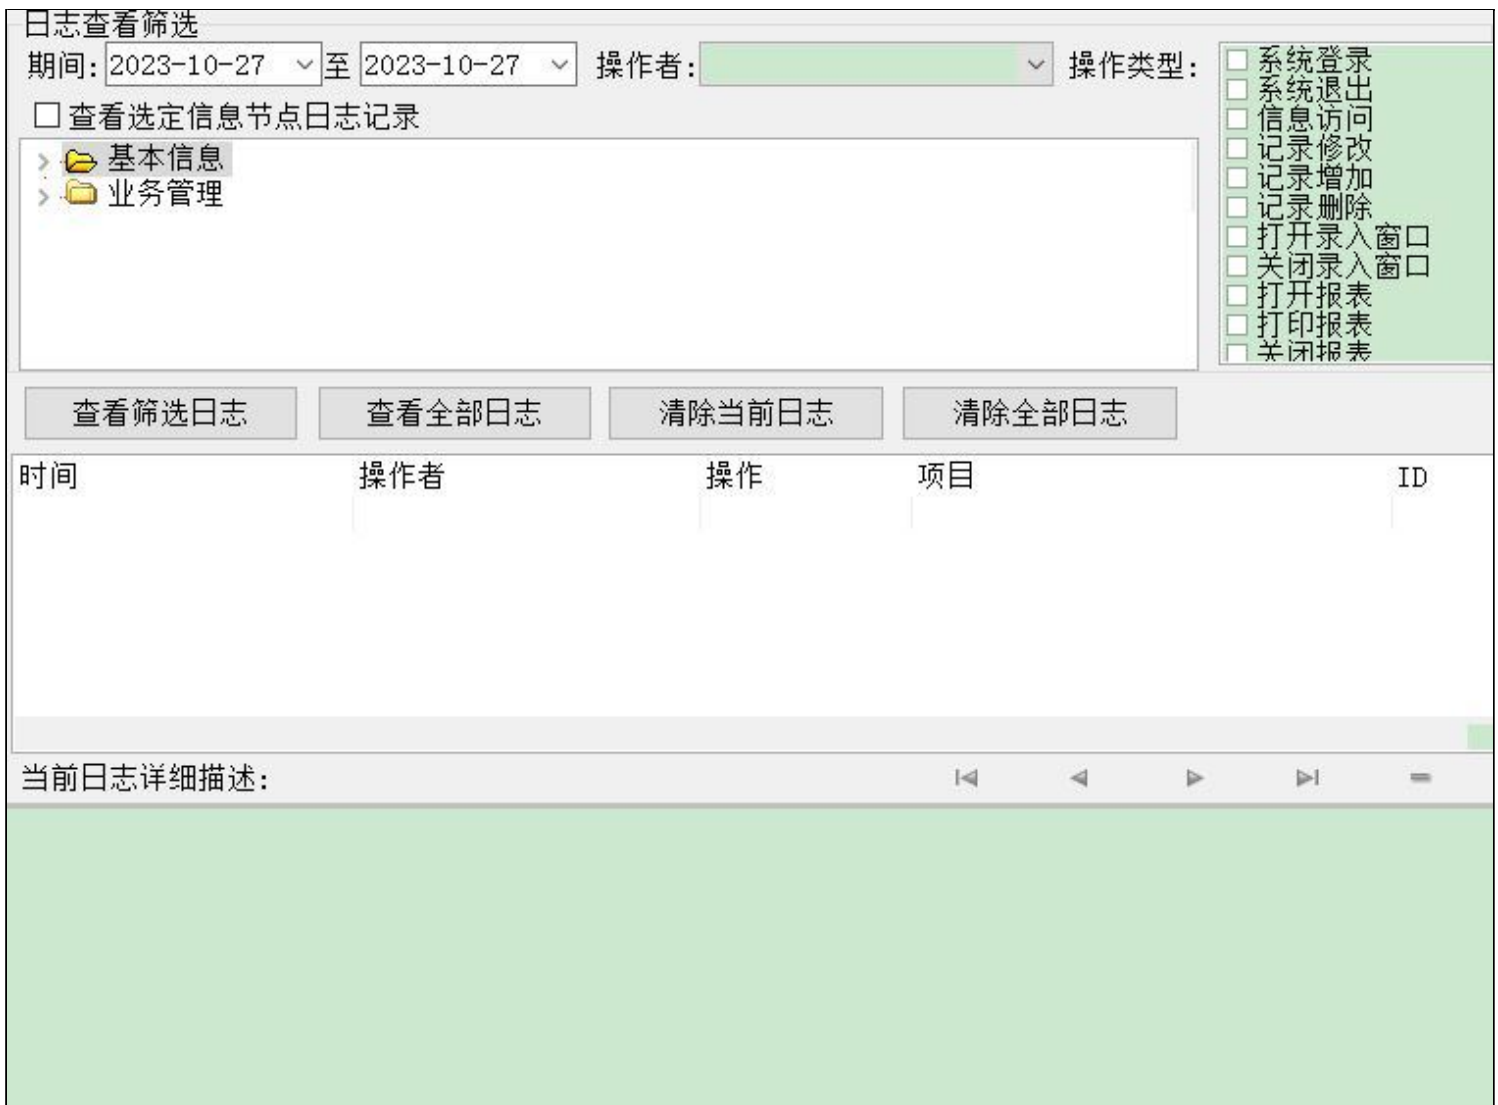 日志查看筛选
期间: 2023-10-27 至 2023-10-27 操作者: 操作类型:
系统登录
系统退出
信息访问
记录修改
记录增加
记录删除
打开录入窗口
关闭录入窗口
打开报表
打印报表
关闭报表
查看选定信息节点日志记录
基本信息
业务管理
查看筛选日志 查看全部日志 清除当前日志 清除全部日志
时间 操作者 操作 项目 ID
当前日志详细描述: